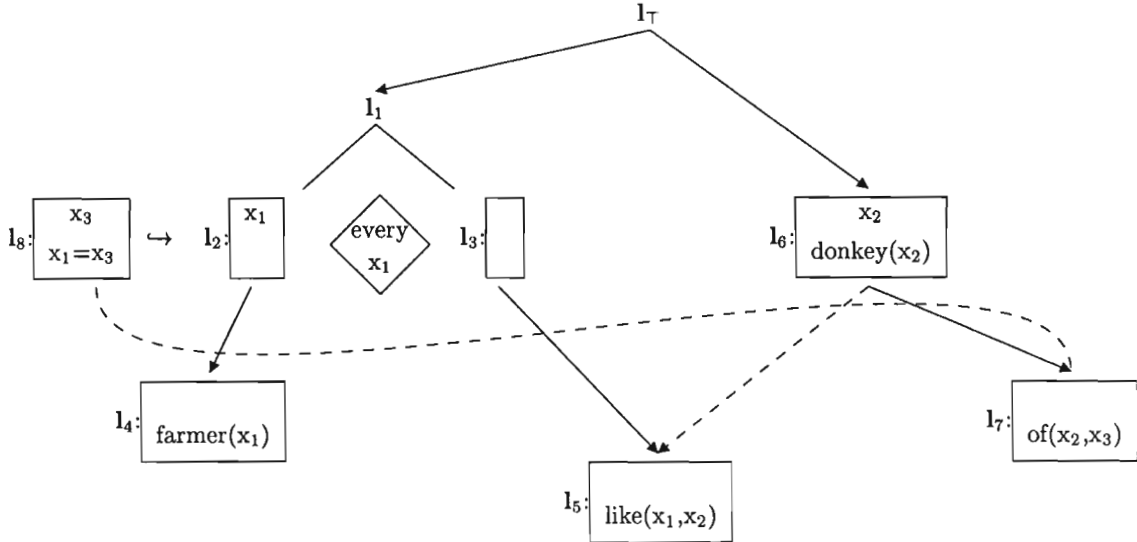 l⊤
l₁
x₃
x₁=x₃
l₈:
↪
l₂:
x₁
every
x₁
l₃:
l₆:
x₂
donkey(x₂)
l₄:
farmer(x₁)
l₇:
of(x₂,x₃)
l₅:
like(x₁,x₂)